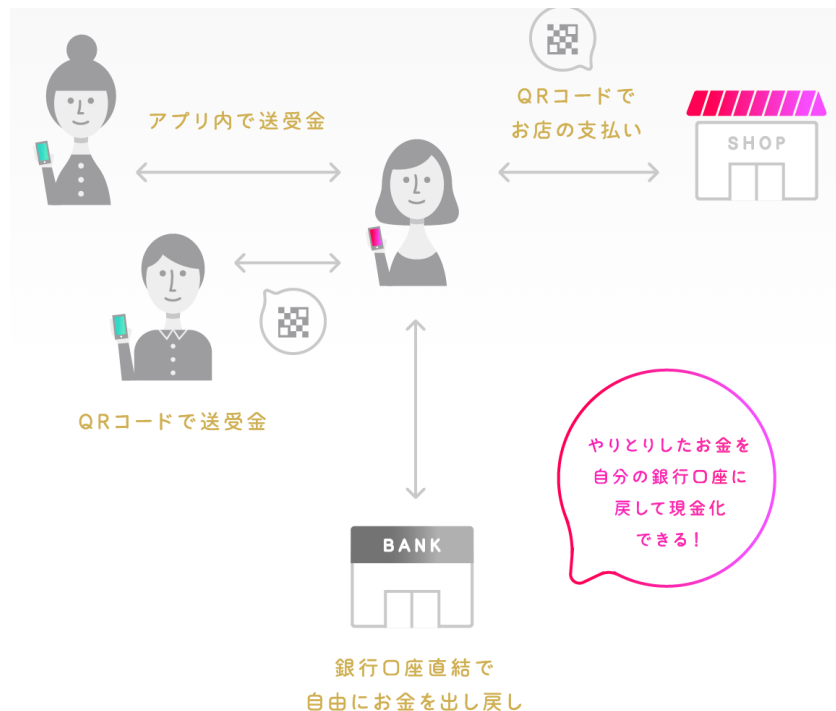 アプリ内で送受金
QRコードで
お店の支払い
SHOP
QRコードで送受金
やりとりしたお金を
自分の銀行口座に
戻して現金化
できる！
BANK
銀行口座直結で
自由にお金を出し戻し